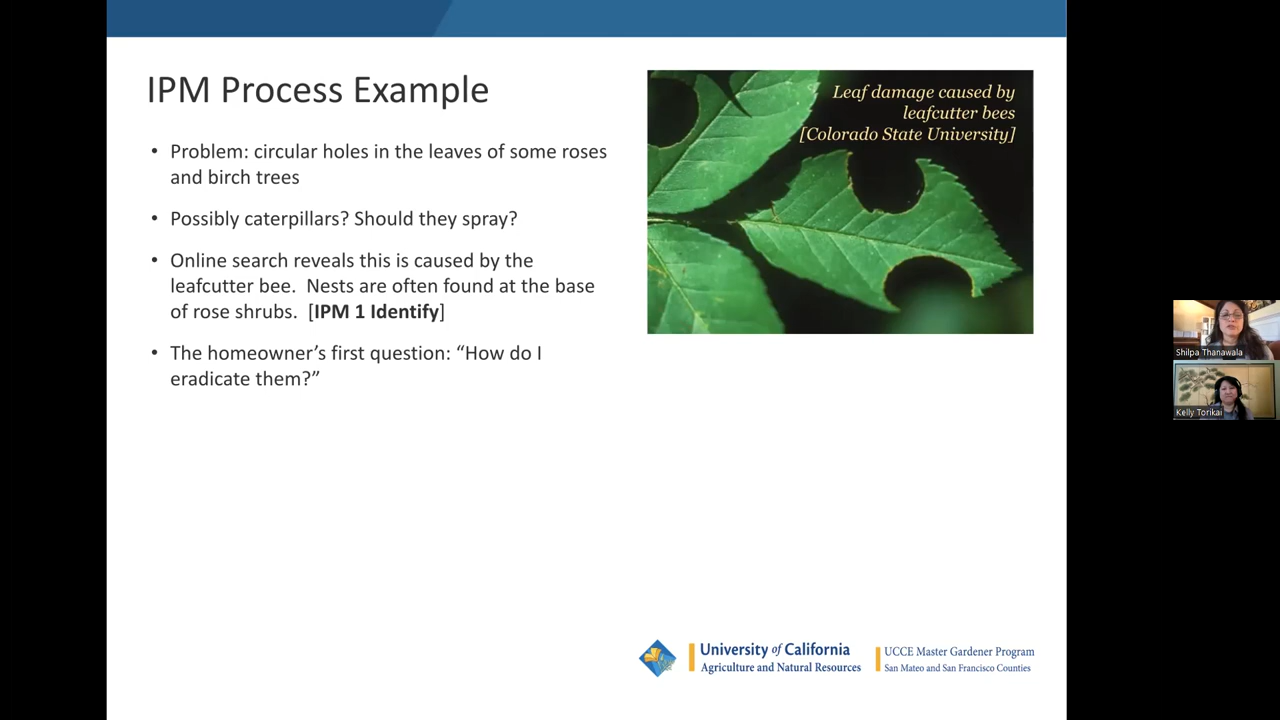 IPM Process Example
• Problem: circular holes in the leaves of some roses
and birch trees
• Possibly caterpillars? Should they spray?
• Online search reveals this is caused by the
leafcutter bee.  Nests are often found at the base
of rose shrubs.  [IPM 1 Identify]
• The homeowner’s first question: “How do I
eradicate them?”
Leaf damage caused by
leafcutter bees
[Colorado State University]
Shilpa Thanawala
Kelly Torikai
University of California
Agriculture and Natural Resources
UCCE Master Gardener Program
San Mateo and San Francisco Counties